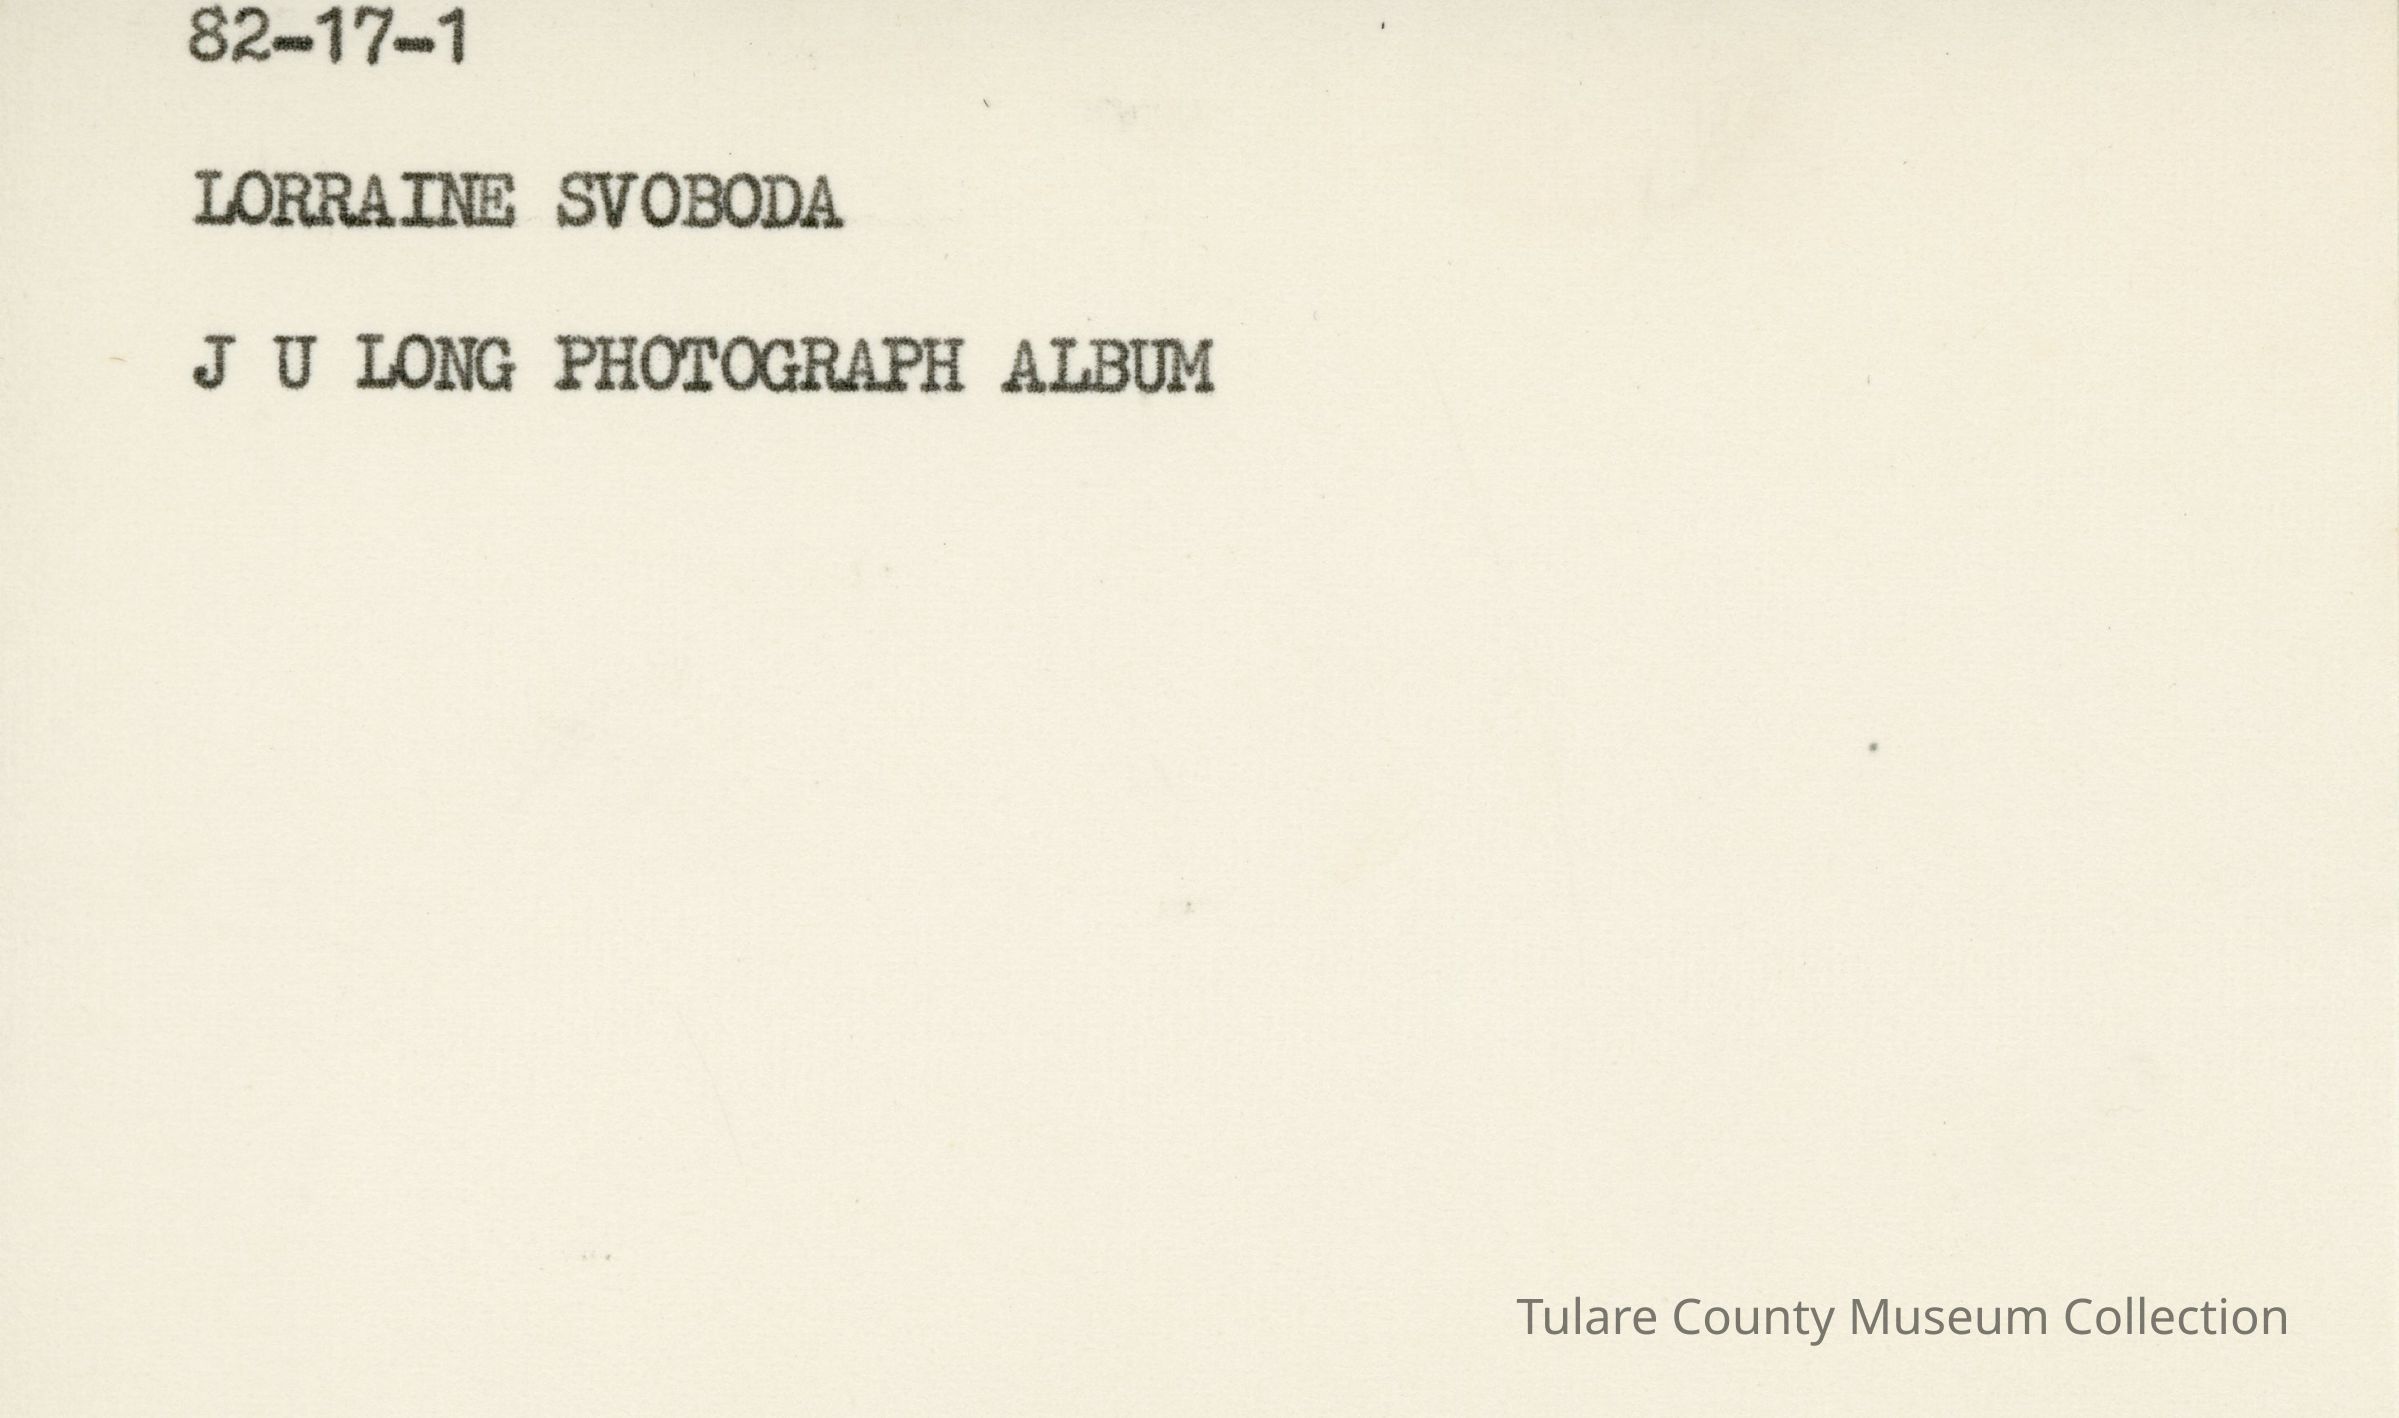 82-17-1
LORRAINE SVOBODA
J U LONG PHOTOGRAPH ALBUM
Tulare County Museum Collection